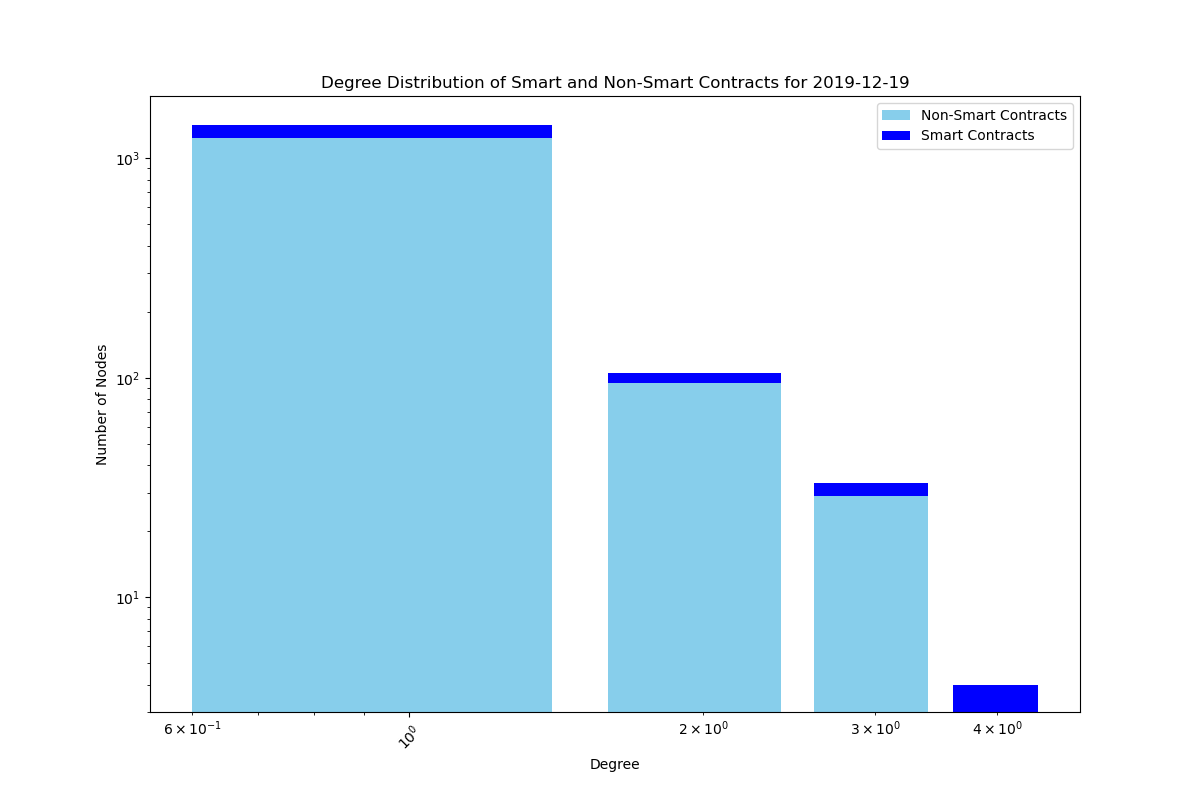 Degree Distribution of Smart and Non-Smart Contracts for 2019-12-19
Non-Smart Contracts
Smart Contracts
Number of Nodes
10³
10²
10¹
6 × 10⁻¹
10⁰
2 × 10⁰
3 × 10⁰
4 × 10⁰
Degree